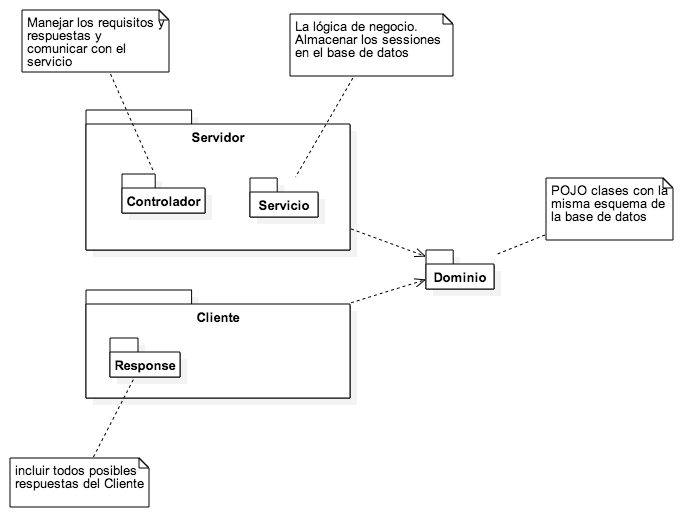 Manejar los requisitos y
respuestas y
comunicar con el
servicio
La lógica de negocio.
Almacenar los sessiones
en el base de datos
Servidor
Controlador
Servicio
POJO clases con la
misma esquema de
la base de datos
Dominio
Cliente
Response
incluir todos posibles
respuestas del Cliente